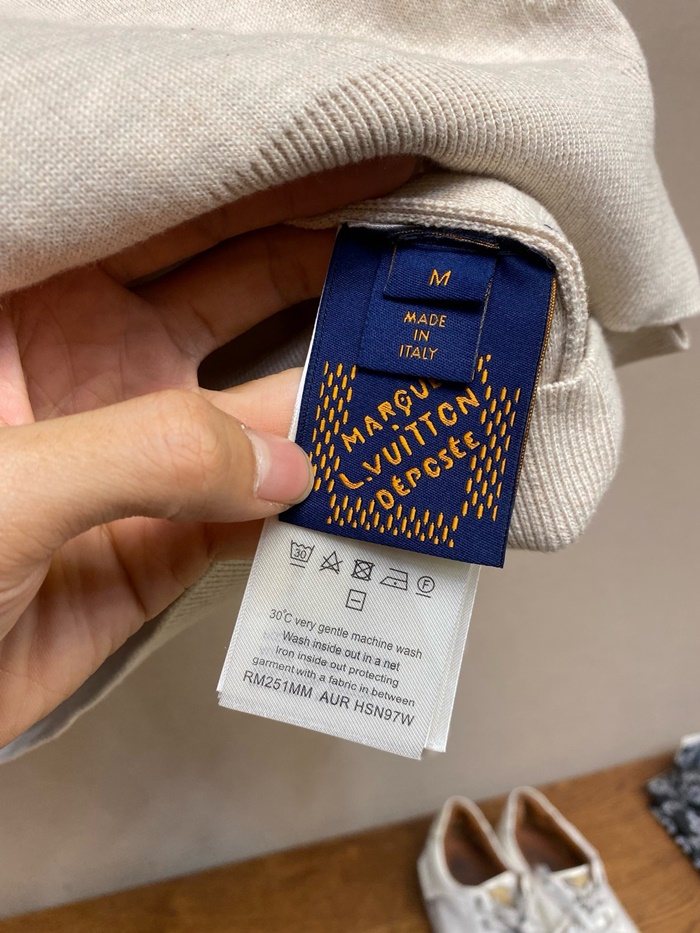 M
MADE
IN
ITALY
MARQUE
L.VUITTON
DÉPOSÉE
30
F
30°C very gentle machine wash
Wash inside out in a net
Iron inside out protecting
garment with a fabric in between
RM251MM AUR HSN97W